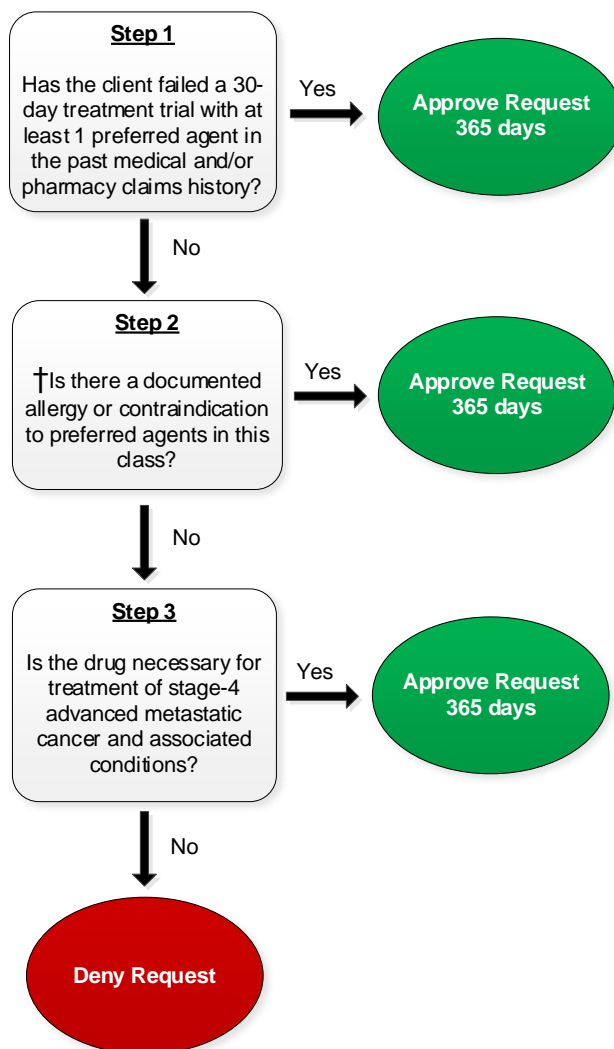 Step 1
Has the client failed a 30-
day treatment trial with at
least 1 preferred agent in
the past medical and/or
pharmacy claims history?
Yes
Approve Request
365 days
No
Step 2
†Is there a documented
allergy or contraindication
to preferred agents in this
class?
Yes
Approve Request
365 days
No
Step 3
Is the drug necessary for
treatment of stage-4
advanced metastatic
cancer and associated
conditions?
Yes
Approve Request
365 days
No
Deny Request